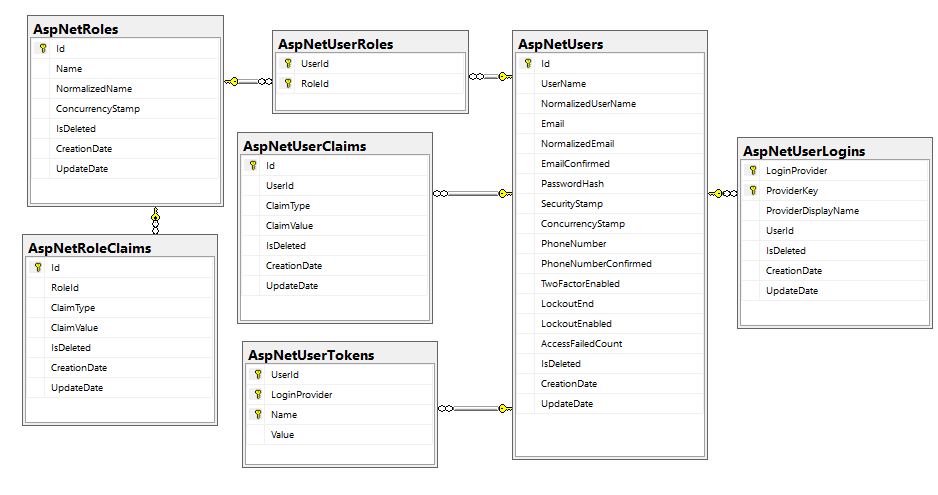 AspNetRoles
Id
Name
NormalizedName
ConcurrencyStamp
IsDeleted
CreationDate
UpdateDate
AspNetUserRoles
UserId
RoleId
AspNetUsers
Id
UserName
NormalizedUserName
Email
NormalizedEmail
EmailConfirmed
PasswordHash
SecurityStamp
ConcurrencyStamp
PhoneNumber
PhoneNumberConfirmed
TwoFactorEnabled
LockoutEnd
LockoutEnabled
AccessFailedCount
IsDeleted
CreationDate
UpdateDate
AspNetUserClaims
Id
UserId
ClaimType
ClaimValue
IsDeleted
CreationDate
UpdateDate
AspNetUserLogins
LoginProvider
ProviderKey
ProviderDisplayName
UserId
IsDeleted
CreationDate
UpdateDate
AspNetRoleClaims
Id
RoleId
ClaimType
ClaimValue
IsDeleted
CreationDate
UpdateDate
AspNetUserTokens
UserId
LoginProvider
Name
Value